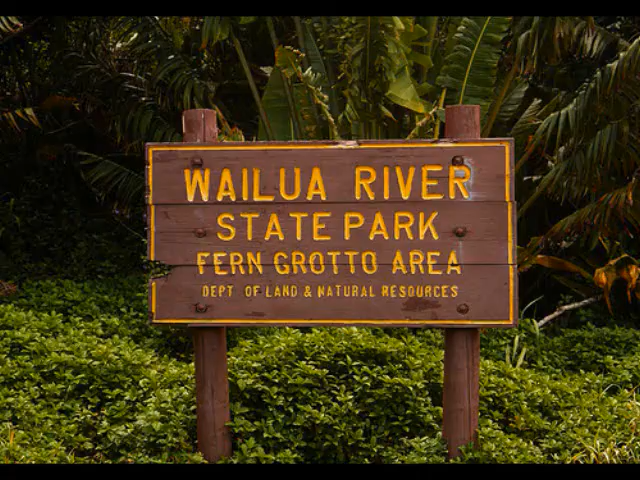 WAILUA RIVER
STATE PARK
FERN GROTTO AREA
DEPT OF LAND & NATURAL RESOURCES